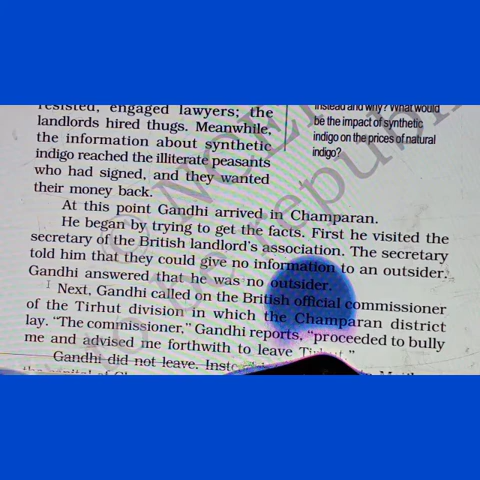 resisted, engaged lawyers; the
landlords hired thugs. Meanwhile,
the information about synthetic
indigo reached the illiterate peasants
who had signed, and they wanted
their money back.
instead and why? What would
be the impact of synthetic
indigo on the prices of natural
indigo?
At this point Gandhi arrived in Champaran.
He began by trying to get the facts. First he visited the
secretary of the British landlord's association. The secretary
told him that they could give no information to an outsider.
Gandhi answered that he was no outsider.
Next, Gandhi called on the British official commissioner
of the Tirhut division in which the Champaran district
lay. "The commissioner," Gandhi reports, "proceeded to bully
me and advised me forthwith to leave Tirhut."
Gandhi did not leave.